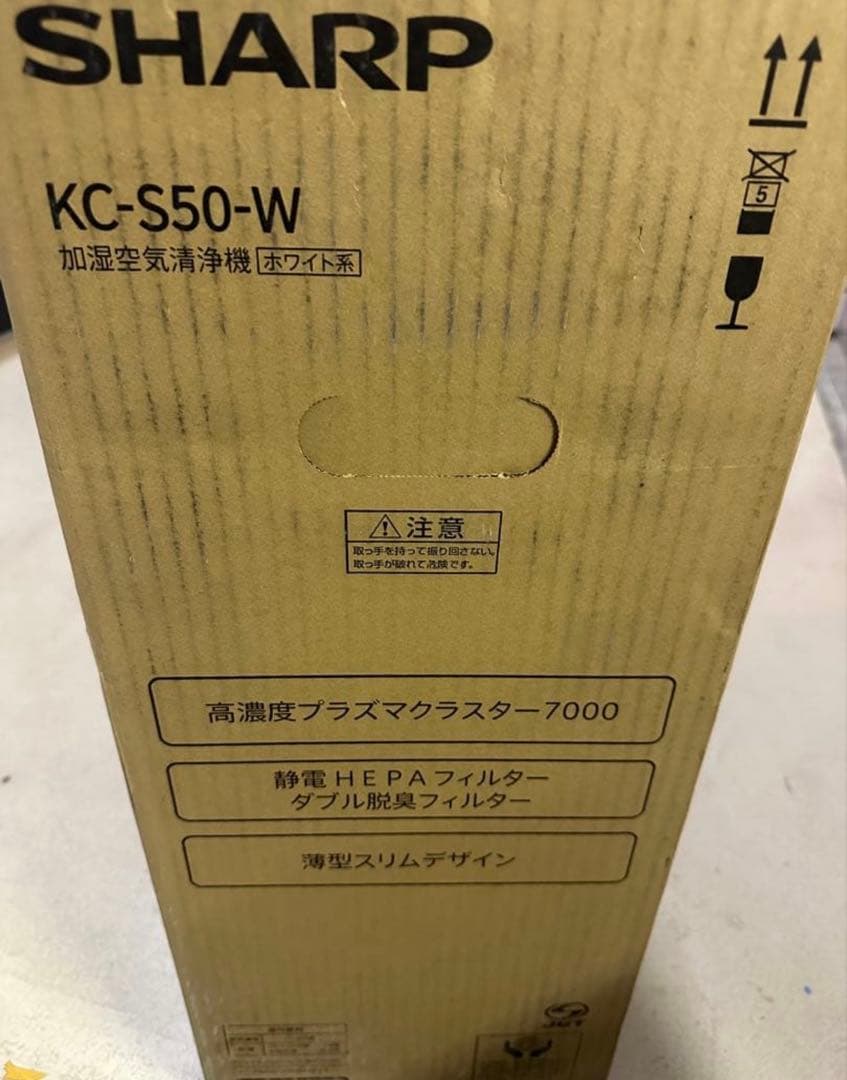 SHARP
KC-S50-W
加湿空気清浄機 ホワイト系
5
⚠注意
取っ手を持って振り回さない。
取っ手が破れて危険です。
高濃度プラズマクラスター7000
静電HEPAフィルター
ダブル脱臭フィルター
薄型スリムデザイン
JET